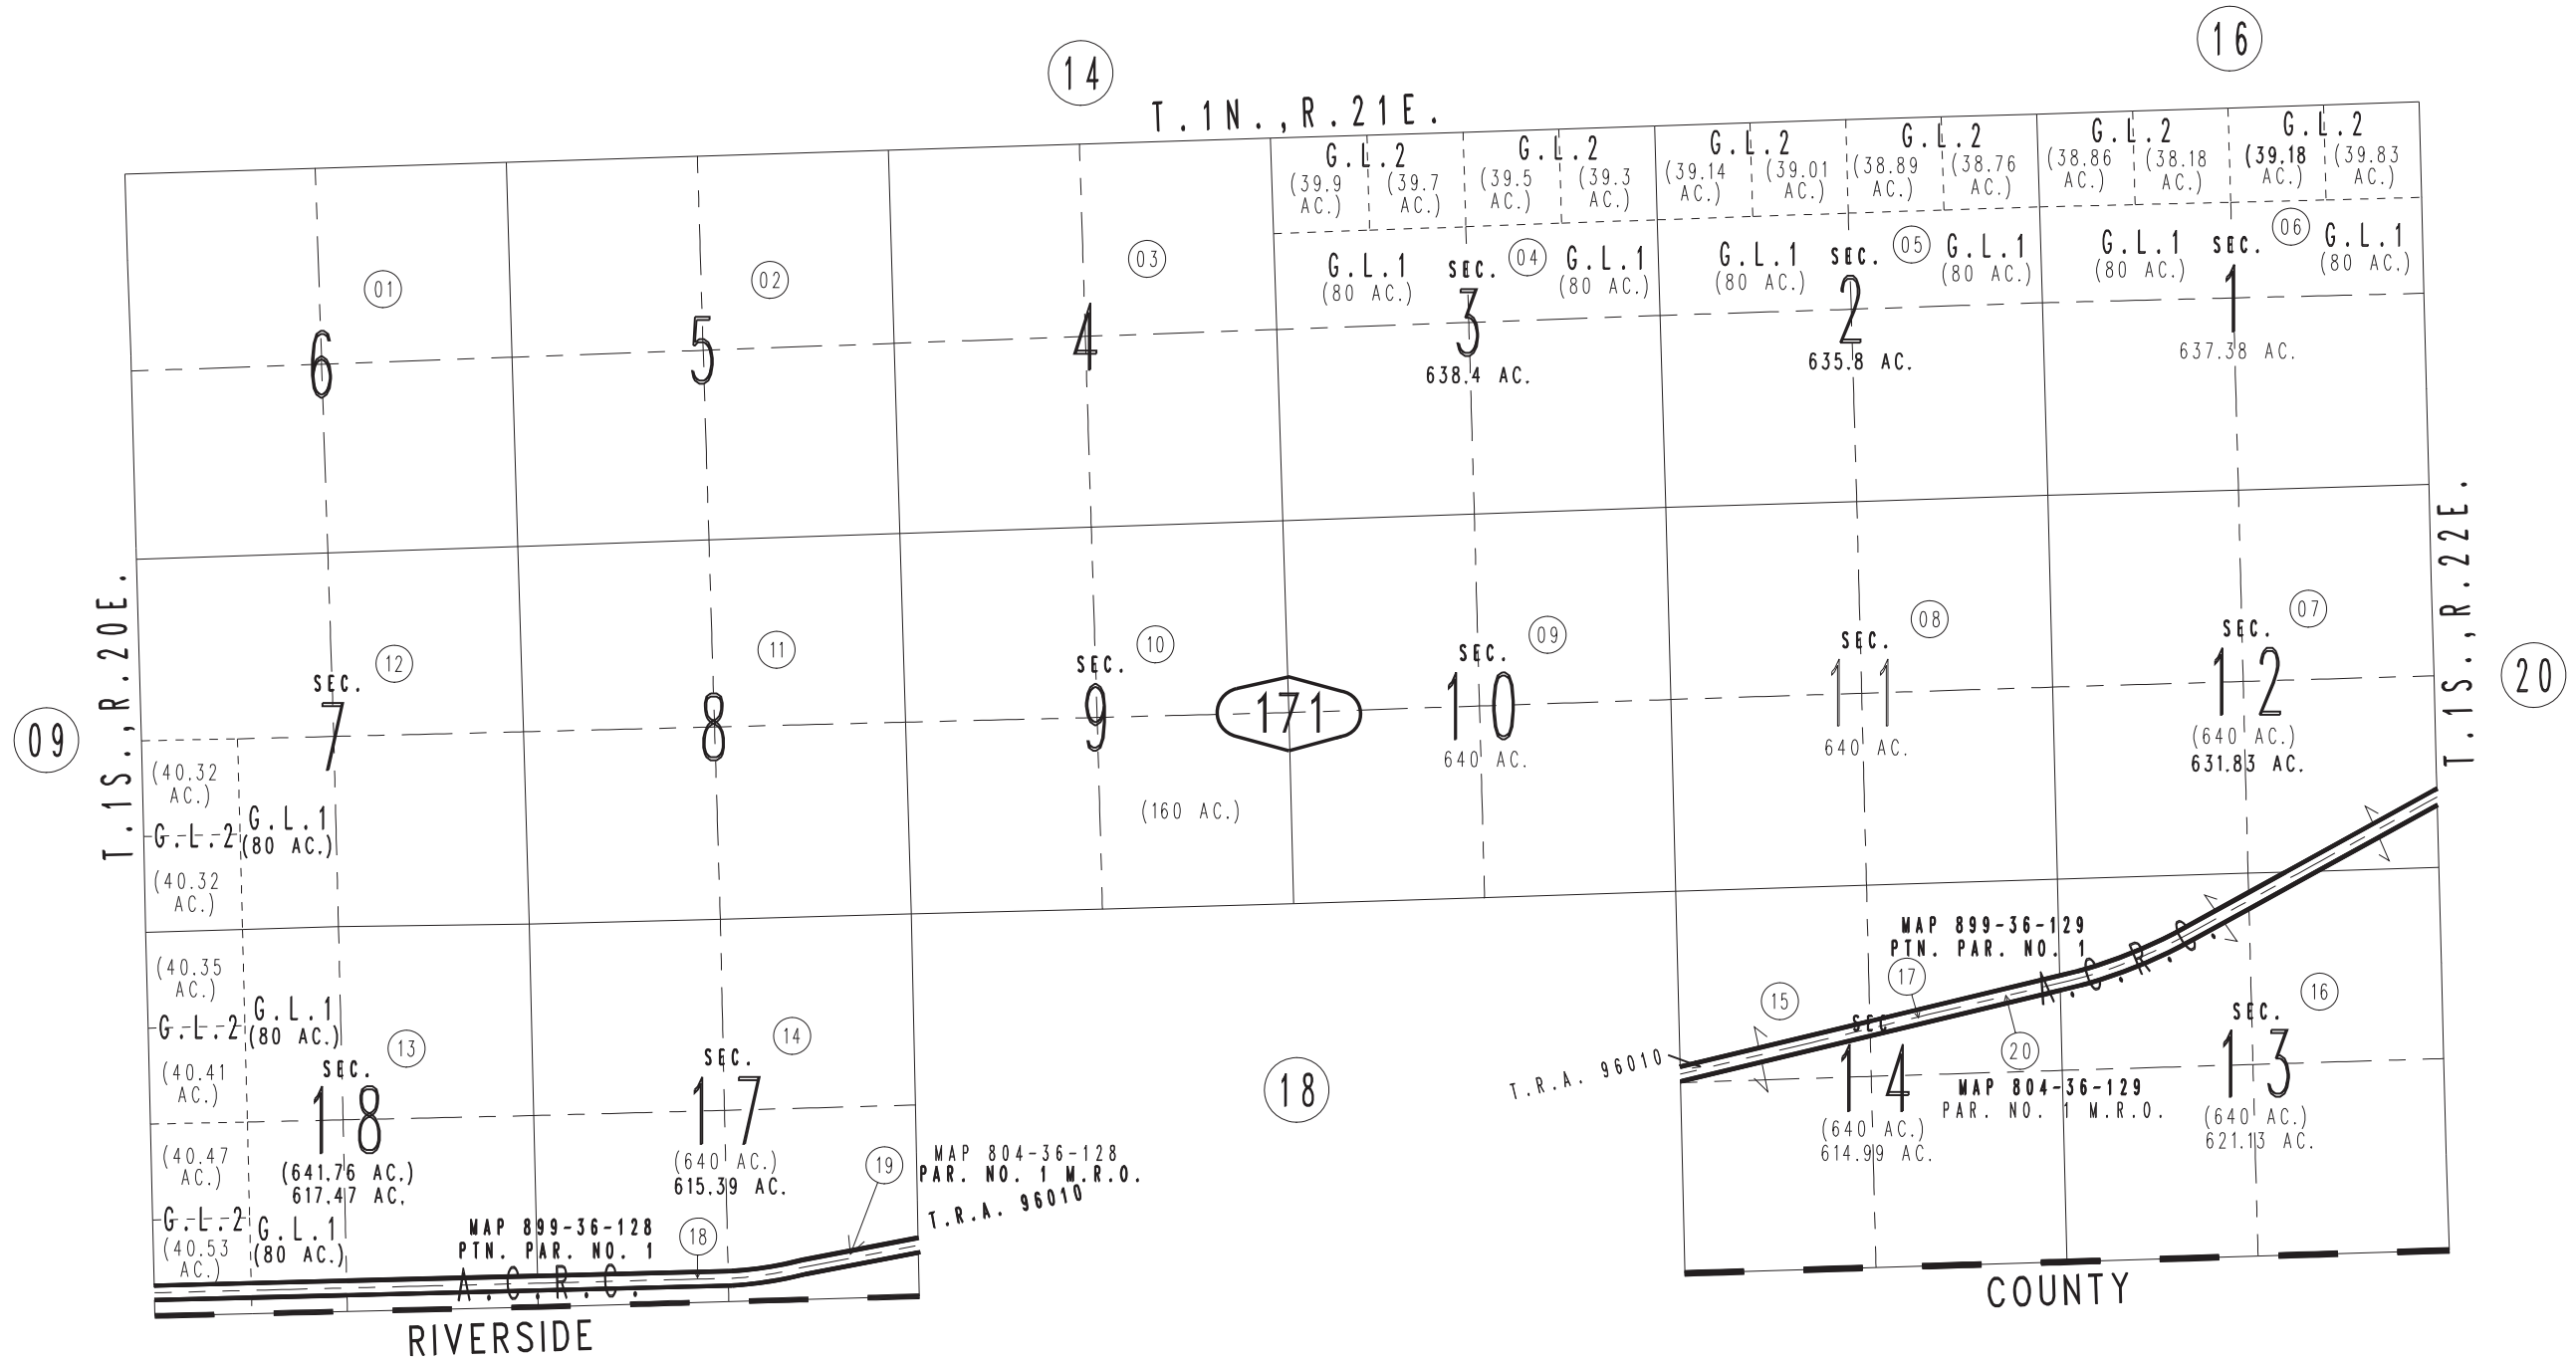 16
14
T.1N.,R.21E.
G.L.2
(39.9
AC.)
(39.7
AC.)
G.L.2
(39.5
AC.)
(39.3
AC.)
G.L.2
(39.14
AC.)
(39.01
AC.)
G.L.2
(38.89
AC.)
(38.76
AC.)
G.L.2
(38.86
AC.)
(38.18
AC.)
G.L.2
(39.18
AC.)
(39.83
AC.)
01
6
02
5
03
4
G.L.1
(80 AC.)
SEC.
04
G.L.1
(80 AC.)
3
638.4 AC.
G.L.1
(80 AC.)
SEC.
05
G.L.1
(80 AC.)
2
635.8 AC.
G.L.1
(80 AC.)
SEC.
06
G.L.1
(80 AC.)
1
637.38 AC.
T.1S.,R.20E.
09
T.1S.,R.22E.
20
SEC.
12
7
(40.32
AC.)
G.L.2
(40.32
AC.)
G.L.1
(80 AC.)
11
8
SEC.
10
9
(160 AC.)
171
SEC.
09
10
640 AC.
SEC.
08
11
640 AC.
SEC.
07
12
(640 AC.)
631.83 AC.
(40.35
AC.)
G.L.2
(40.41
AC.)
G.L.1
(80 AC.)
SEC.
13
18
(641.76 AC.)
617.47 AC.
(40.47
AC.)
G.L.2
(40.53
AC.)
G.L.1
(80 AC.)
SEC.
14
17
(640 AC.)
615.39 AC.
MAP 899-36-128
PTN. PAR. NO. 1
18
A.C.R.C.
19
MAP 804-36-128
PAR. NO. 1 M.R.O.
T.R.A. 96010
RIVERSIDE
18
T.R.A. 96010
MAP 899-36-129
PTN. PAR. NO. 1
17
15
A.C.R.C.
SEC.
14
(640 AC.)
614.99 AC.
20
MAP 804-36-129
PAR. NO. 1 M.R.O.
SEC.
16
13
(640 AC.)
621.13 AC.
COUNTY